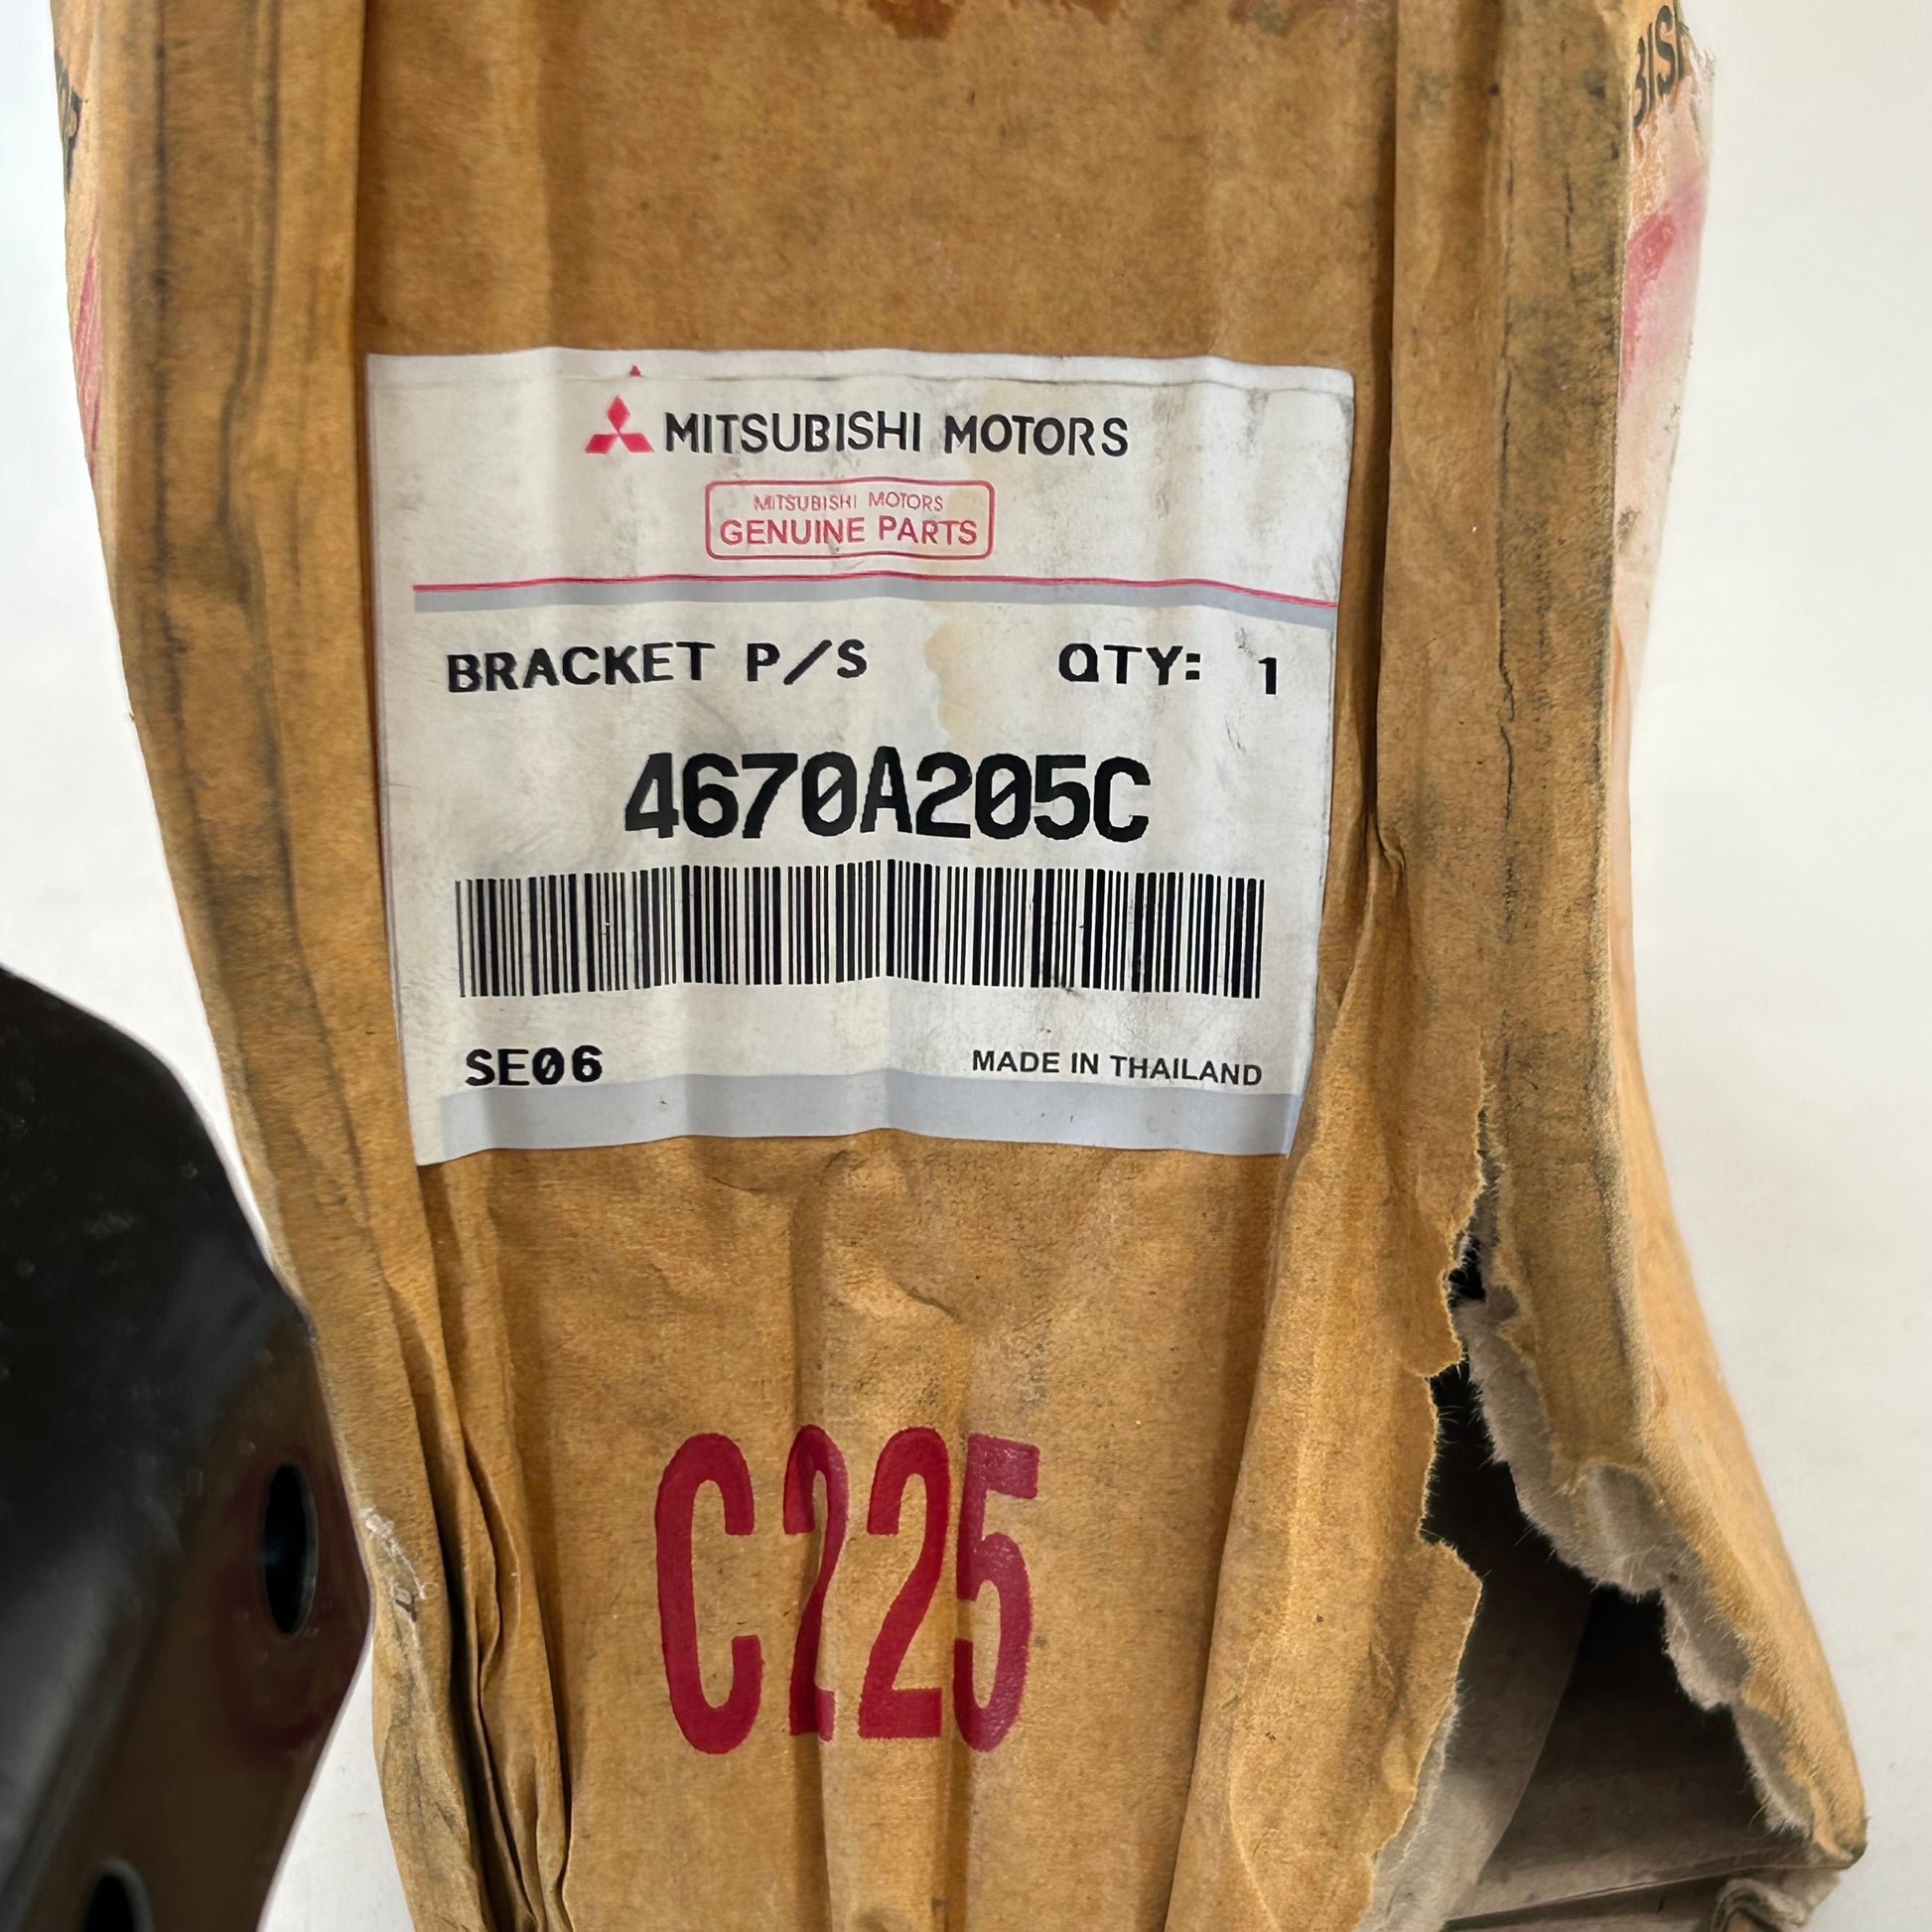 MITSUBISHI MOTORS
MITSUBISHI MOTORS
GENUINE PARTS
BRACKET P/S QTY: 1
4670A205C
SE06 MADE IN THAILAND
C225